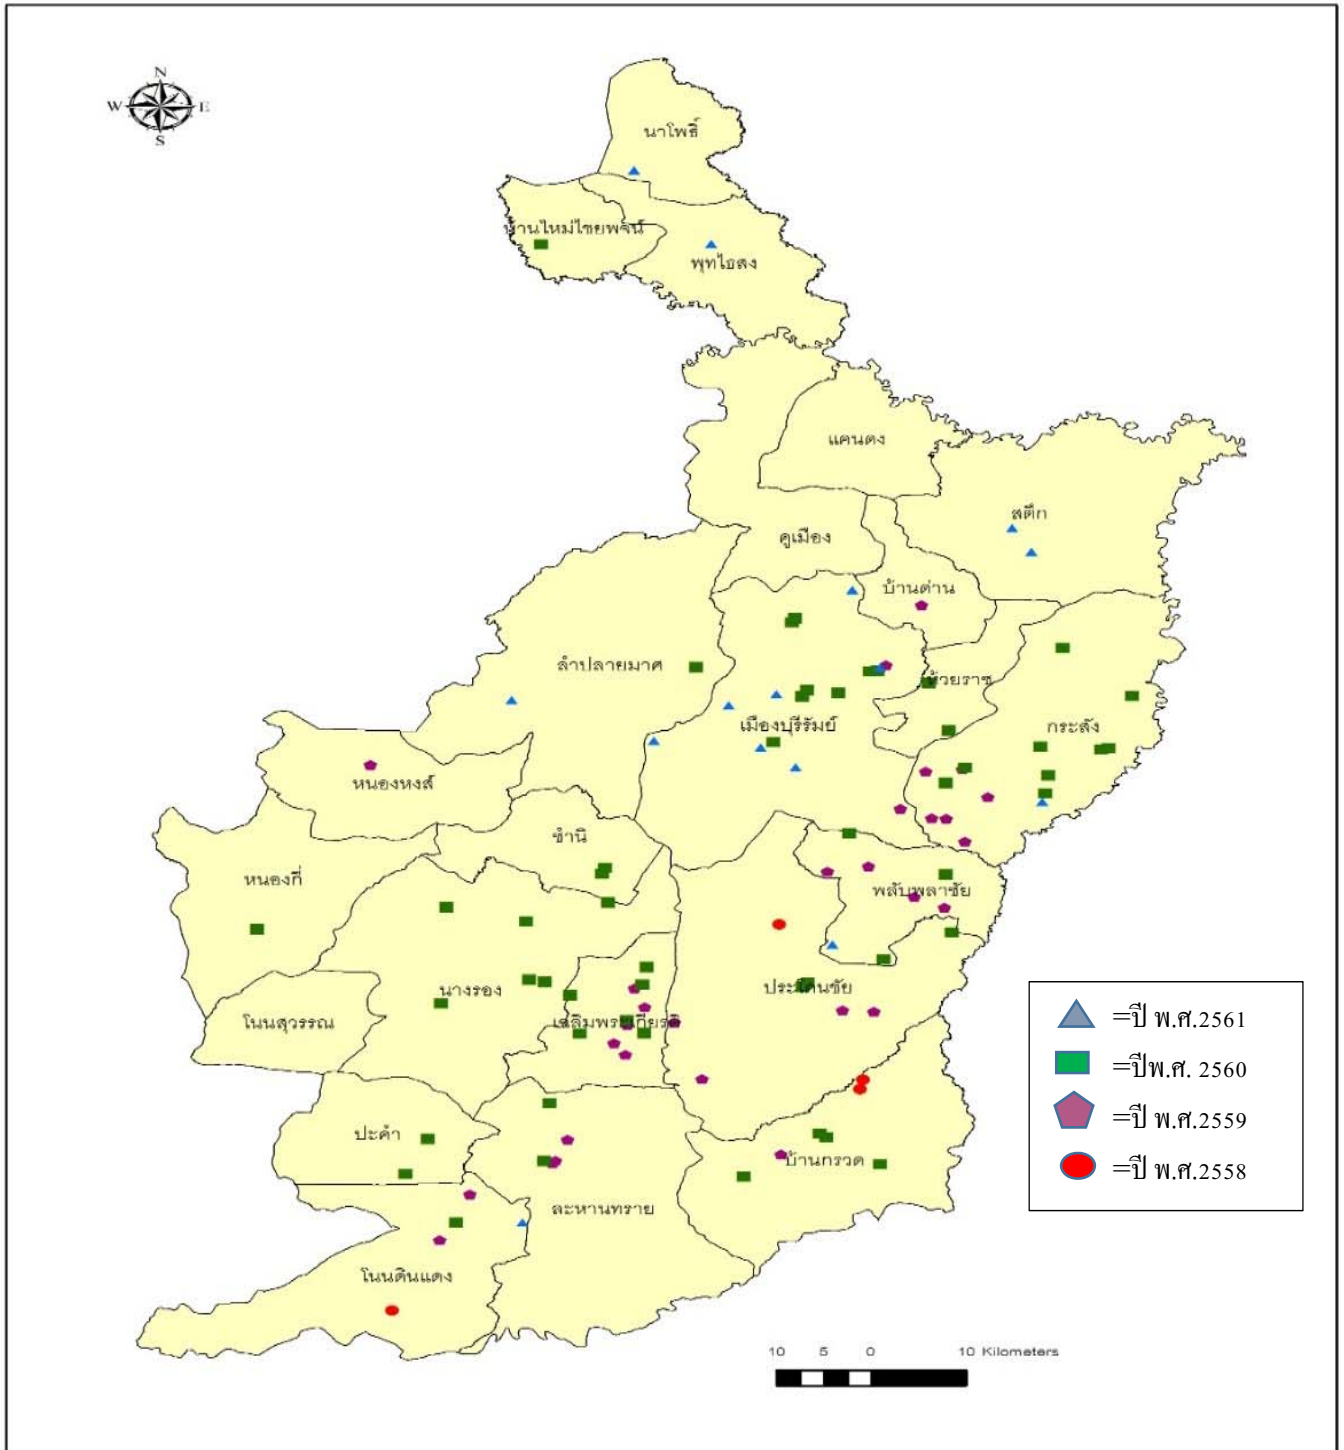 N
W E
S
นาโพธิ์
บ้านใหม่ไชยพจน์
พุทไธสง
แคนดง
สตึก
คูเมือง
บ้านด่าน
ลำปลายมาศ
ห้วยราช
เมืองบุรีรัมย์
กระสัง
หนองหงส์
ชำนิ
หนองกี่
พลับพลาชัย
นางรอง
ประโคนชัย
โนนสุวรรณ
เฉลิมพระเกียรติ
=ปี พ.ศ.2561
=ปีพ.ศ. 2560
=ปี พ.ศ.2559
=ปี พ.ศ.2558
ปะคำ
บ้านกรวด
ละหานทราย
โนนดินแดง
10 5 0 10 Kilometers